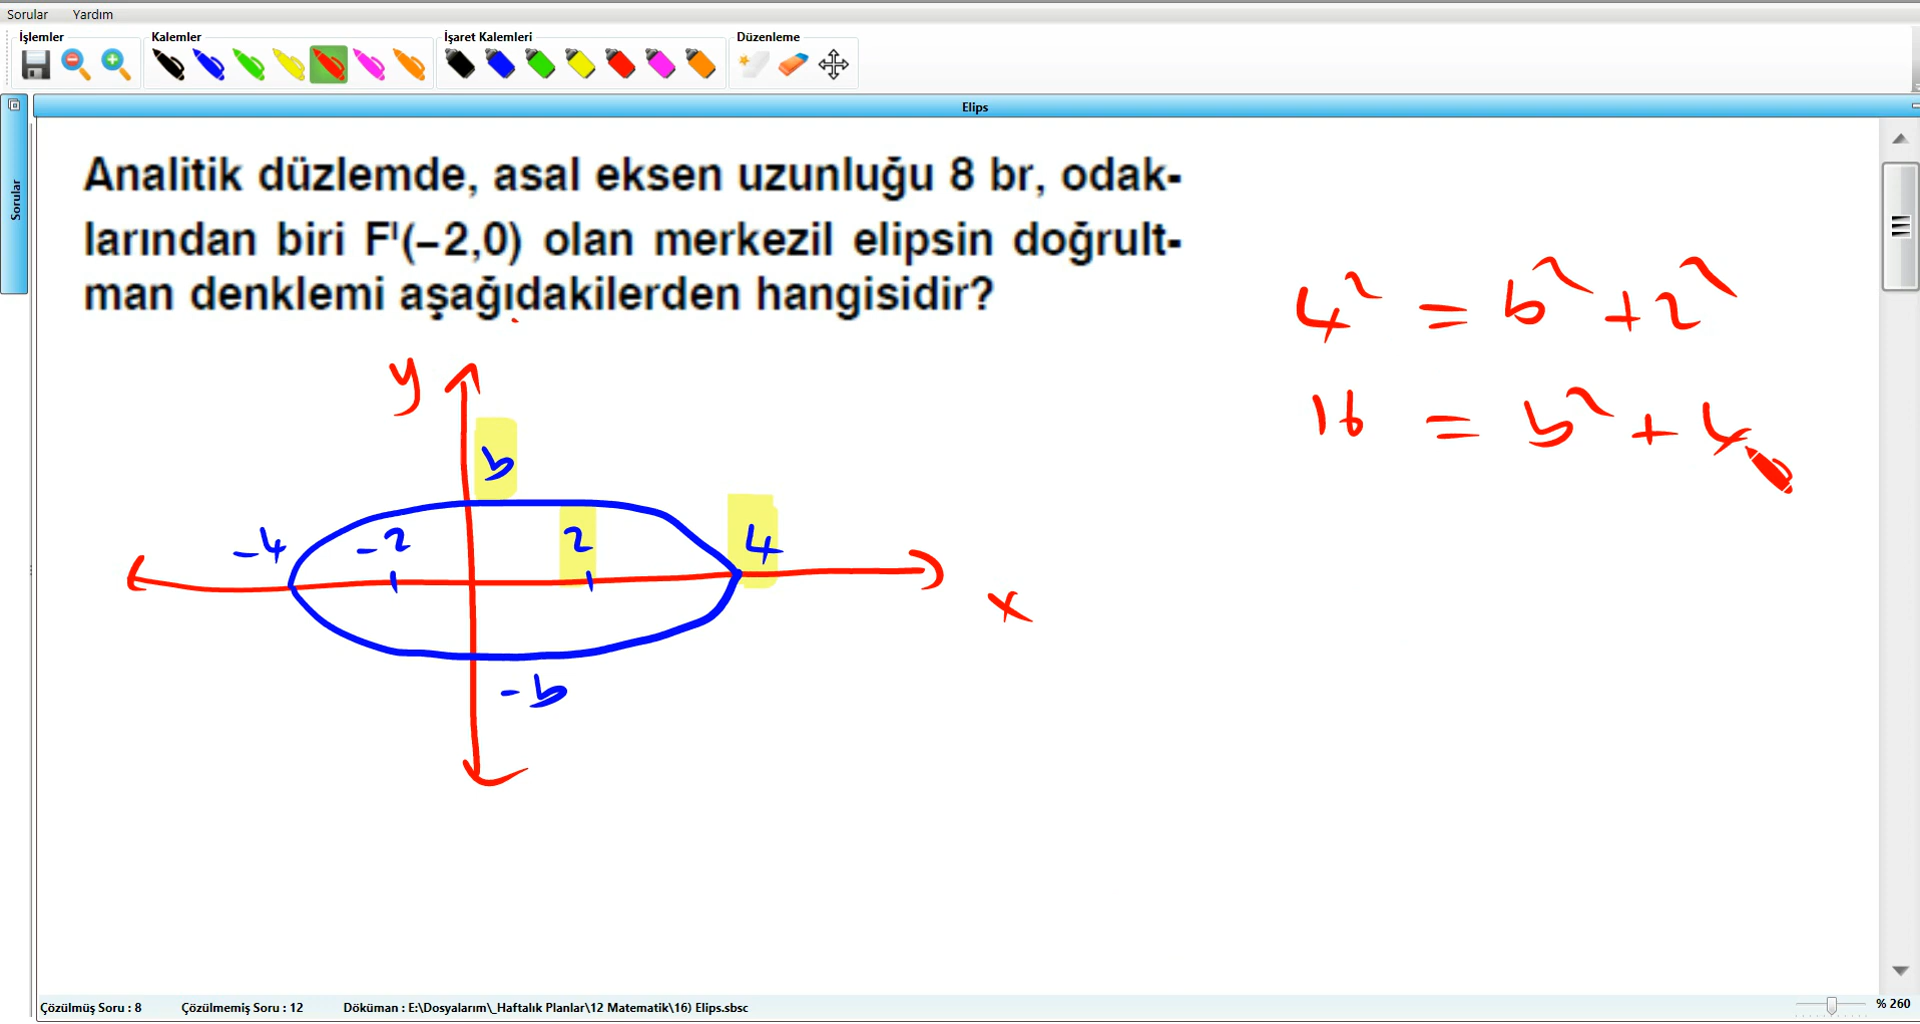 Sorular Yardım
İşlemler Kalemler İşaret Kalemleri Düzenleme
Elips
Sorular
Analitik düzlemde, asal eksen uzunluğu 8 br, odak-
larından biri F'(−2,0) olan merkezil elipsin doğrult-
man denklemi aşağıdakilerden hangisidir?
4² = b² + 2²
16 = b² + 4
y
b
-4 -2 2 4
x
-b
Çözülmüş Soru : 8 Çözülmemiş Soru : 12 Döküman : E:\Dosyalarım\_Haftalık Planlar\12 Matematik\16) Elips.sbsc % 260